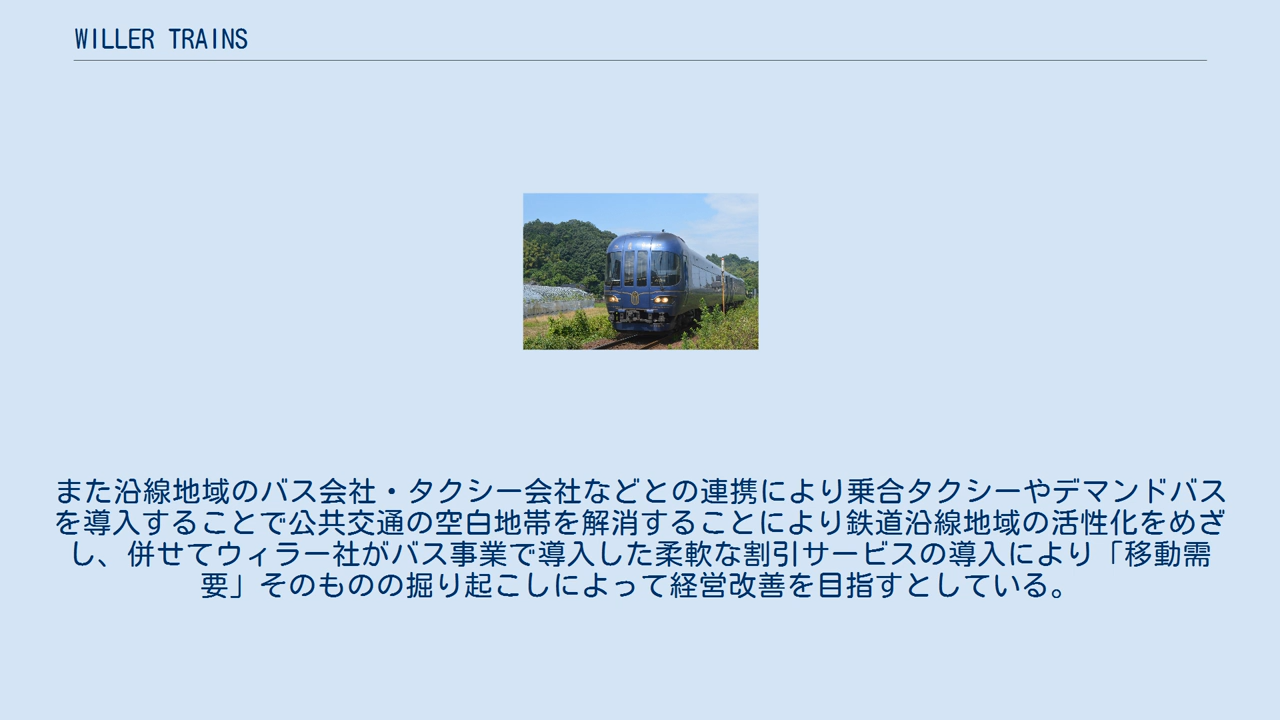 WILLER TRAINS
また沿線地域のバス会社・タクシー会社などとの連携により乗合タクシーやデマンドバス
を導入することで公共交通の空白地帯を解消することにより鉄道沿線地域の活性化をめざ
し、併せてウィラー社がバス事業で導入した柔軟な割引サービスの導入により「移動需
要」そのものの掘り起こしによって経営改善を目指すとしている。